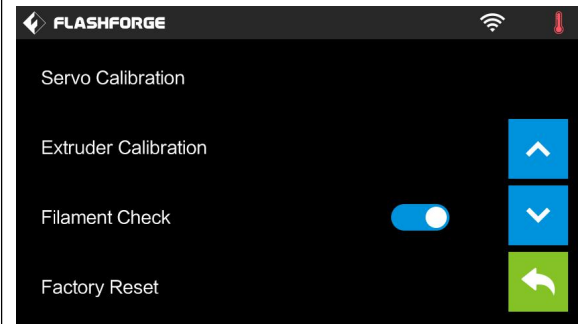 FLASHFORGE
Servo Calibration
Extruder Calibration
Filament Check
Factory Reset